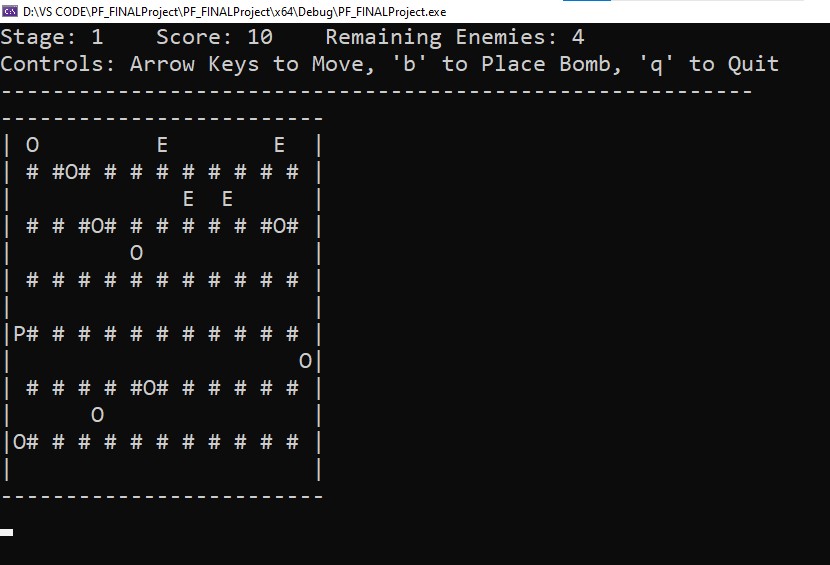 D:\VS CODE\PF_FINALProject\PF_FINALProject\x64\Debug\PF_FINALProject.exe
Stage: 1    Score: 10    Remaining Enemies: 4
Controls: Arrow Keys to Move, 'b' to Place Bomb, 'q' to Quit
----------------------------------------------------------
-------------------------
| O         E        E  |
| # #O# # # # # # # # # |
|             E  E      |
| # # #O# # # # # # #O# |
|         O             |
| # # # # # # # # # # # |
|                       |
|P# # # # # # # # # # # |
|                      O|
| # # # # #O# # # # # # |
|      O                |
|O# # # # # # # # # # # |
|                       |
-------------------------